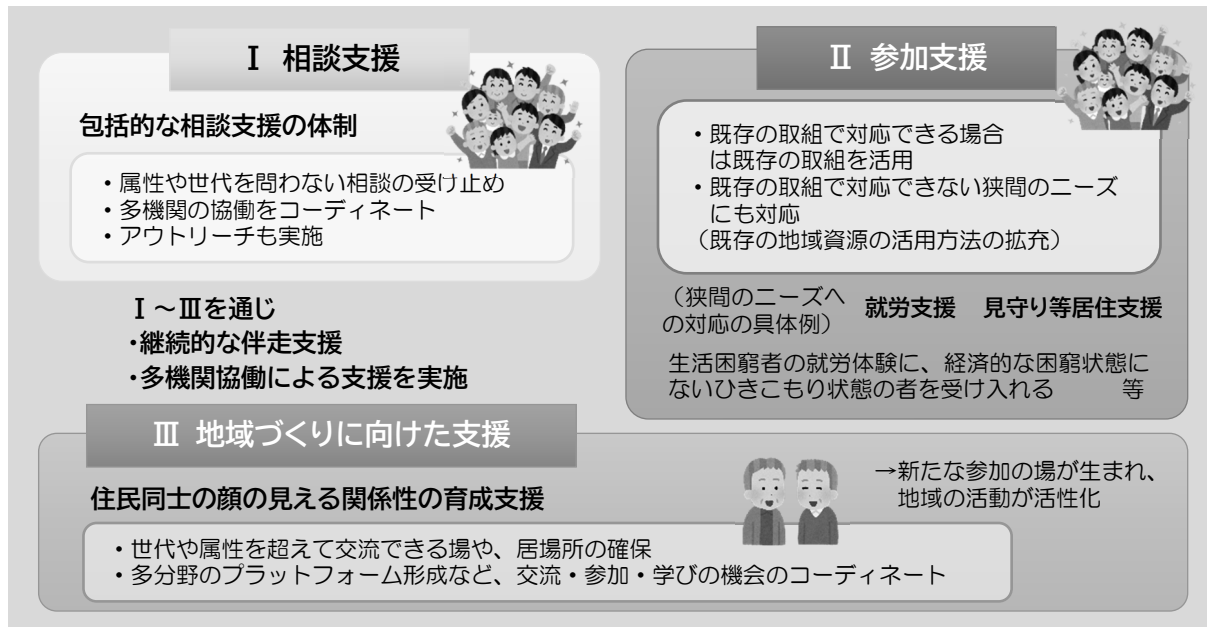 Ⅰ 相談支援
包括的な相談支援の体制
・属性や世代を問わない相談の受け止め
・多機関の協働をコーディネート
・アウトリーチも実施
Ⅰ～Ⅲを通じ
・継続的な伴走支援
・多機関協働による支援を実施
Ⅱ 参加支援
・既存の取組で対応できる場合
は既存の取組を活用
・既存の取組で対応できない狭間のニーズ
にも対応
（既存の地域資源の活用方法の拡充）
（狭間のニーズへ
の対応の具体例） 就労支援 見守り等居住支援
生活困窮者の就労体験に、経済的な困窮状態に
ないひきこもり状態の者を受け入れる 等
Ⅲ 地域づくりに向けた支援
住民同士の顔の見える関係性の育成支援
・世代や属性を超えて交流できる場や、居場所の確保
・多分野のプラットフォーム形成など、交流・参加・学びの機会のコーディネート
→新たな参加の場が生まれ、
地域の活動が活性化